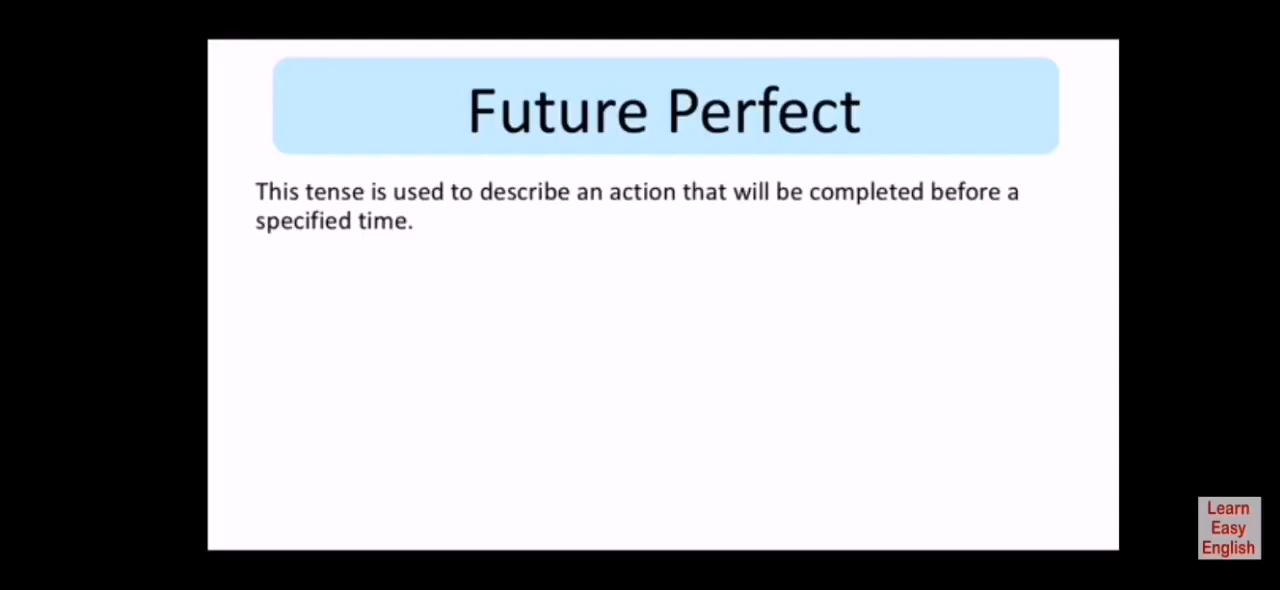 Future Perfect
This tense is used to describe an action that will be completed before a
specified time.
Learn
Easy
English